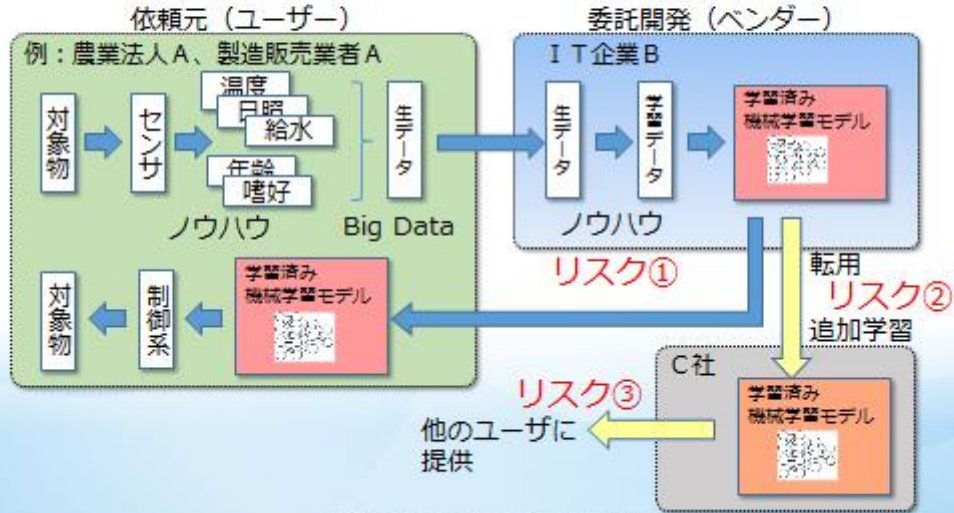 依頼元（ユーザー）
委託開発（ベンダー）
例：農業法人Ａ、製造販売業者Ａ
ＩＴ企業Ｂ
対象物
センサ
温度
日照
給水
年齢
嗜好
生データ
ノウハウ
Big Data
生データ
学習データ
学習済み
機械学習モデル
ノウハウ
リスク①
転用
リスク②
追加学習
対象物
制御系
学習済み
機械学習モデル
Ｃ社
学習済み
機械学習モデル
リスク③
他のユーザに
提供